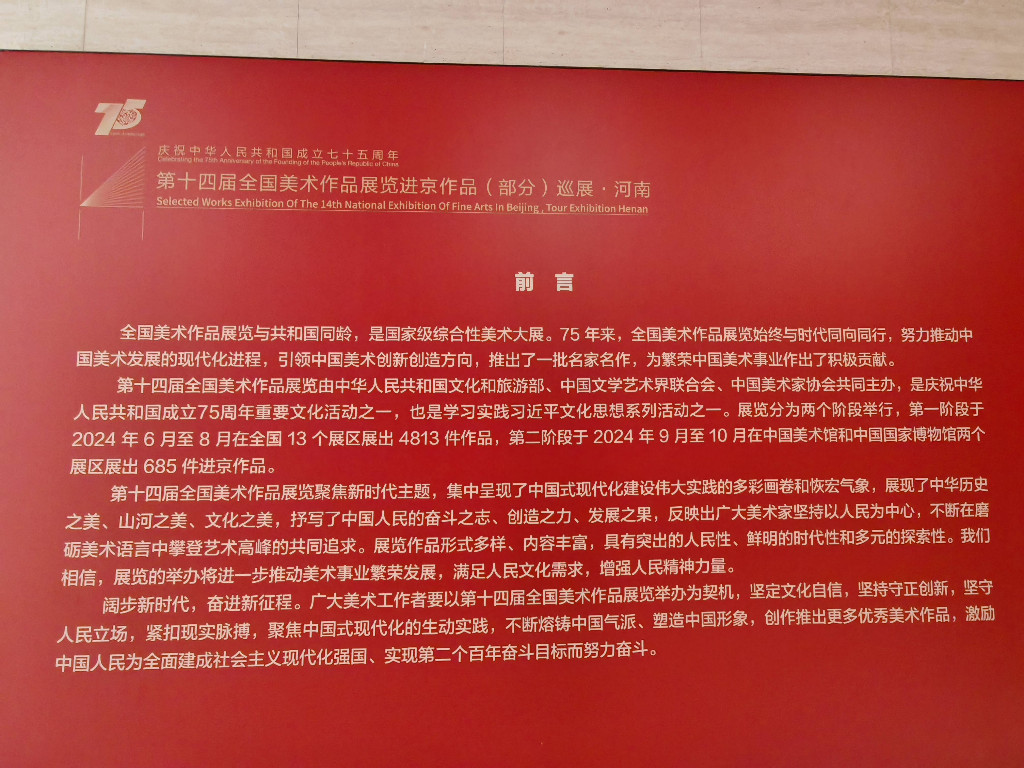 75
庆祝中华人民共和国成立七十五周年
Celebrating the 75th Anniversary of the Founding of the People's Republic of China
第十四届全国美术作品展览进京作品（部分）巡展·河南
Selected Works Exhibition Of The 14th National Exhibition Of Fine Arts In Beijing , Tour Exhibition Henan
前 言
全国美术作品展览与共和国同龄，是国家级综合性美术大展。75 年来，全国美术作品展览始终与时代同向同行，努力推动中
国美术发展的现代化进程，引领中国美术创新创造方向，推出了一批名家名作，为繁荣中国美术事业作出了积极贡献。
第十四届全国美术作品展览由中华人民共和国文化和旅游部、中国文学艺术界联合会、中国美术家协会共同主办，是庆祝中华
人民共和国成立75周年重要文化活动之一，也是学习实践习近平文化思想系列活动之一。展览分为两个阶段举行，第一阶段于
2024 年 6 月至 8 月在全国 13 个展区展出 4813 件作品，第二阶段于 2024 年 9 月至 10 月在中国美术馆和中国国家博物馆两个
展区展出 685 件进京作品。
第十四届全国美术作品展览聚焦新时代主题，集中呈现了中国式现代化建设伟大实践的多彩画卷和恢宏气象，展现了中华历史
之美、山河之美、文化之美，抒写了中国人民的奋斗之志、创造之力、发展之果，反映出广大美术家坚持以人民为中心，不断在磨
砺美术语言中攀登艺术高峰的共同追求。展览作品形式多样、内容丰富，具有突出的人民性、鲜明的时代性和多元的探索性。我们
相信，展览的举办将进一步推动美术事业繁荣发展，满足人民文化需求，增强人民精神力量。
阔步新时代，奋进新征程。广大美术工作者要以第十四届全国美术作品展览举办为契机，坚定文化自信，坚持守正创新，坚守
人民立场，紧扣现实脉搏，聚焦中国式现代化的生动实践，不断熔铸中国气派、塑造中国形象，创作推出更多优秀美术作品，激励
中国人民为全面建成社会主义现代化强国、实现第二个百年奋斗目标而努力奋斗。